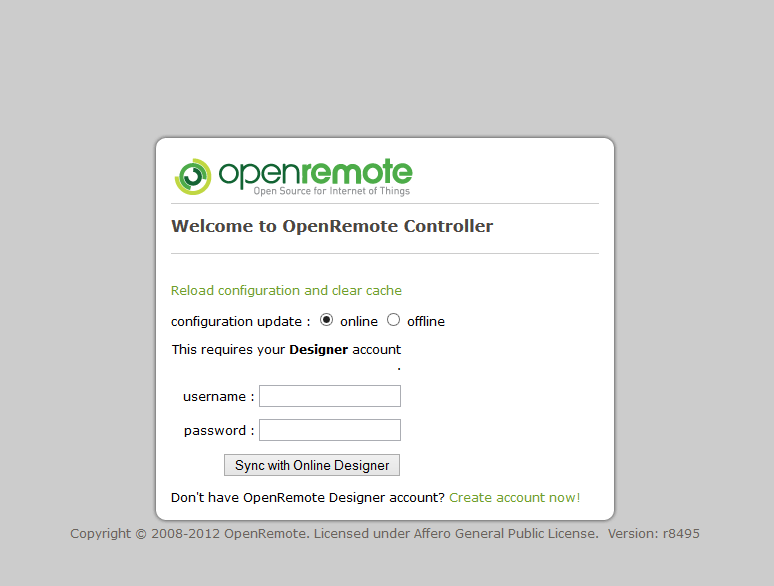 openremote
Open Source for Internet of Things
Welcome to OpenRemote Controller
Reload configuration and clear cache
configuration update : online offline
This requires your Designer account
.
username :
password :
Sync with Online Designer
Don't have OpenRemote Designer account? Create account now!
Copyright © 2008-2012 OpenRemote. Licensed under Affero General Public License. Version: r8495